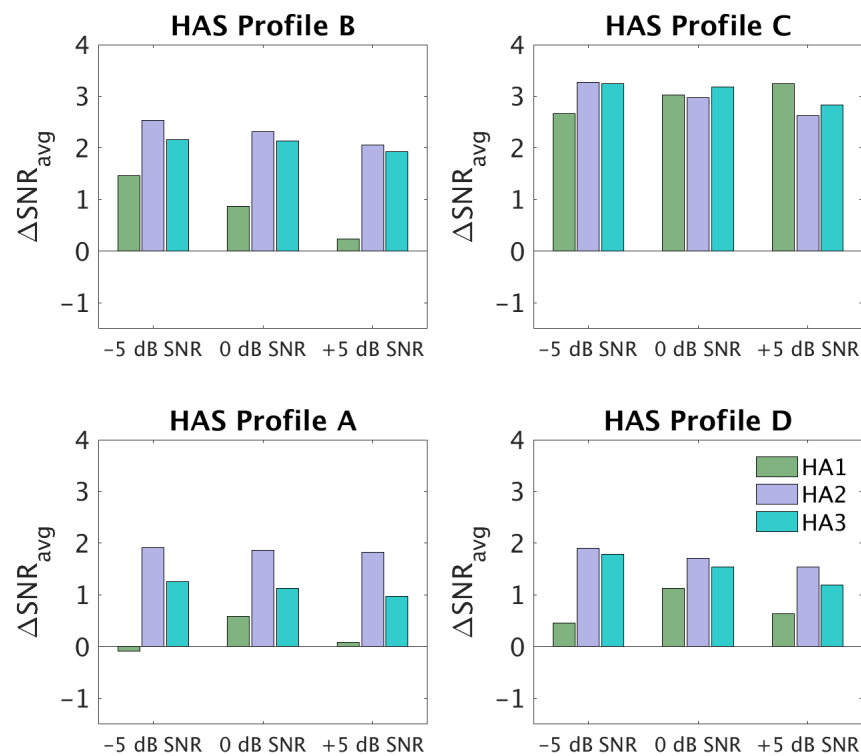 HAS Profile B
4
3
2
1
0
−1
ΔSNRavg
−5 dB SNR 0 dB SNR +5 dB SNR
HAS Profile C
4
3
2
1
0
−1
ΔSNRavg
−5 dB SNR 0 dB SNR +5 dB SNR
HAS Profile A
4
3
2
1
0
−1
ΔSNRavg
−5 dB SNR 0 dB SNR +5 dB SNR
HAS Profile D
4
3
2
1
0
−1
ΔSNRavg
HA1
HA2
HA3
−5 dB SNR 0 dB SNR +5 dB SNR